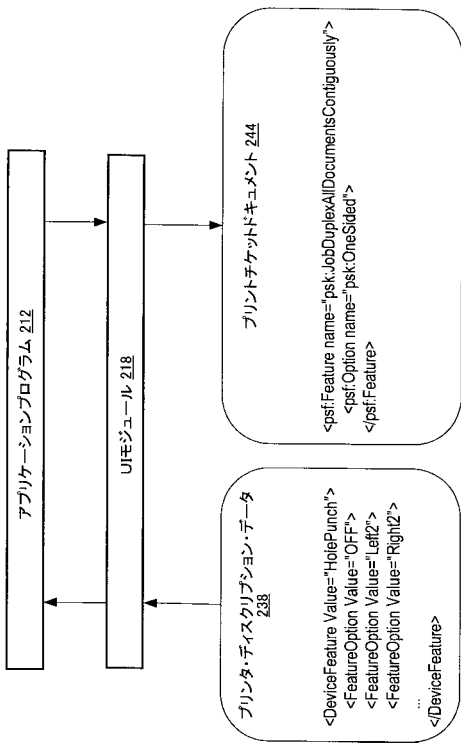 アプリケーションプログラム 212
UIモジュール 218
プリンタ・ディスクリプション・データ
238
<DeviceFeature Value="HolePunch">
<FeatureOption Value="OFF">
<FeatureOption Value="Left2">
<FeatureOption Value="Right2">
...
</DeviceFeature>
プリントチケットドキュメント 244
<psf:Feature name="psk:JobDuplexAllDocumentsContiguously">
<psf:Option name="psk:OneSided">
</psf:Feature>